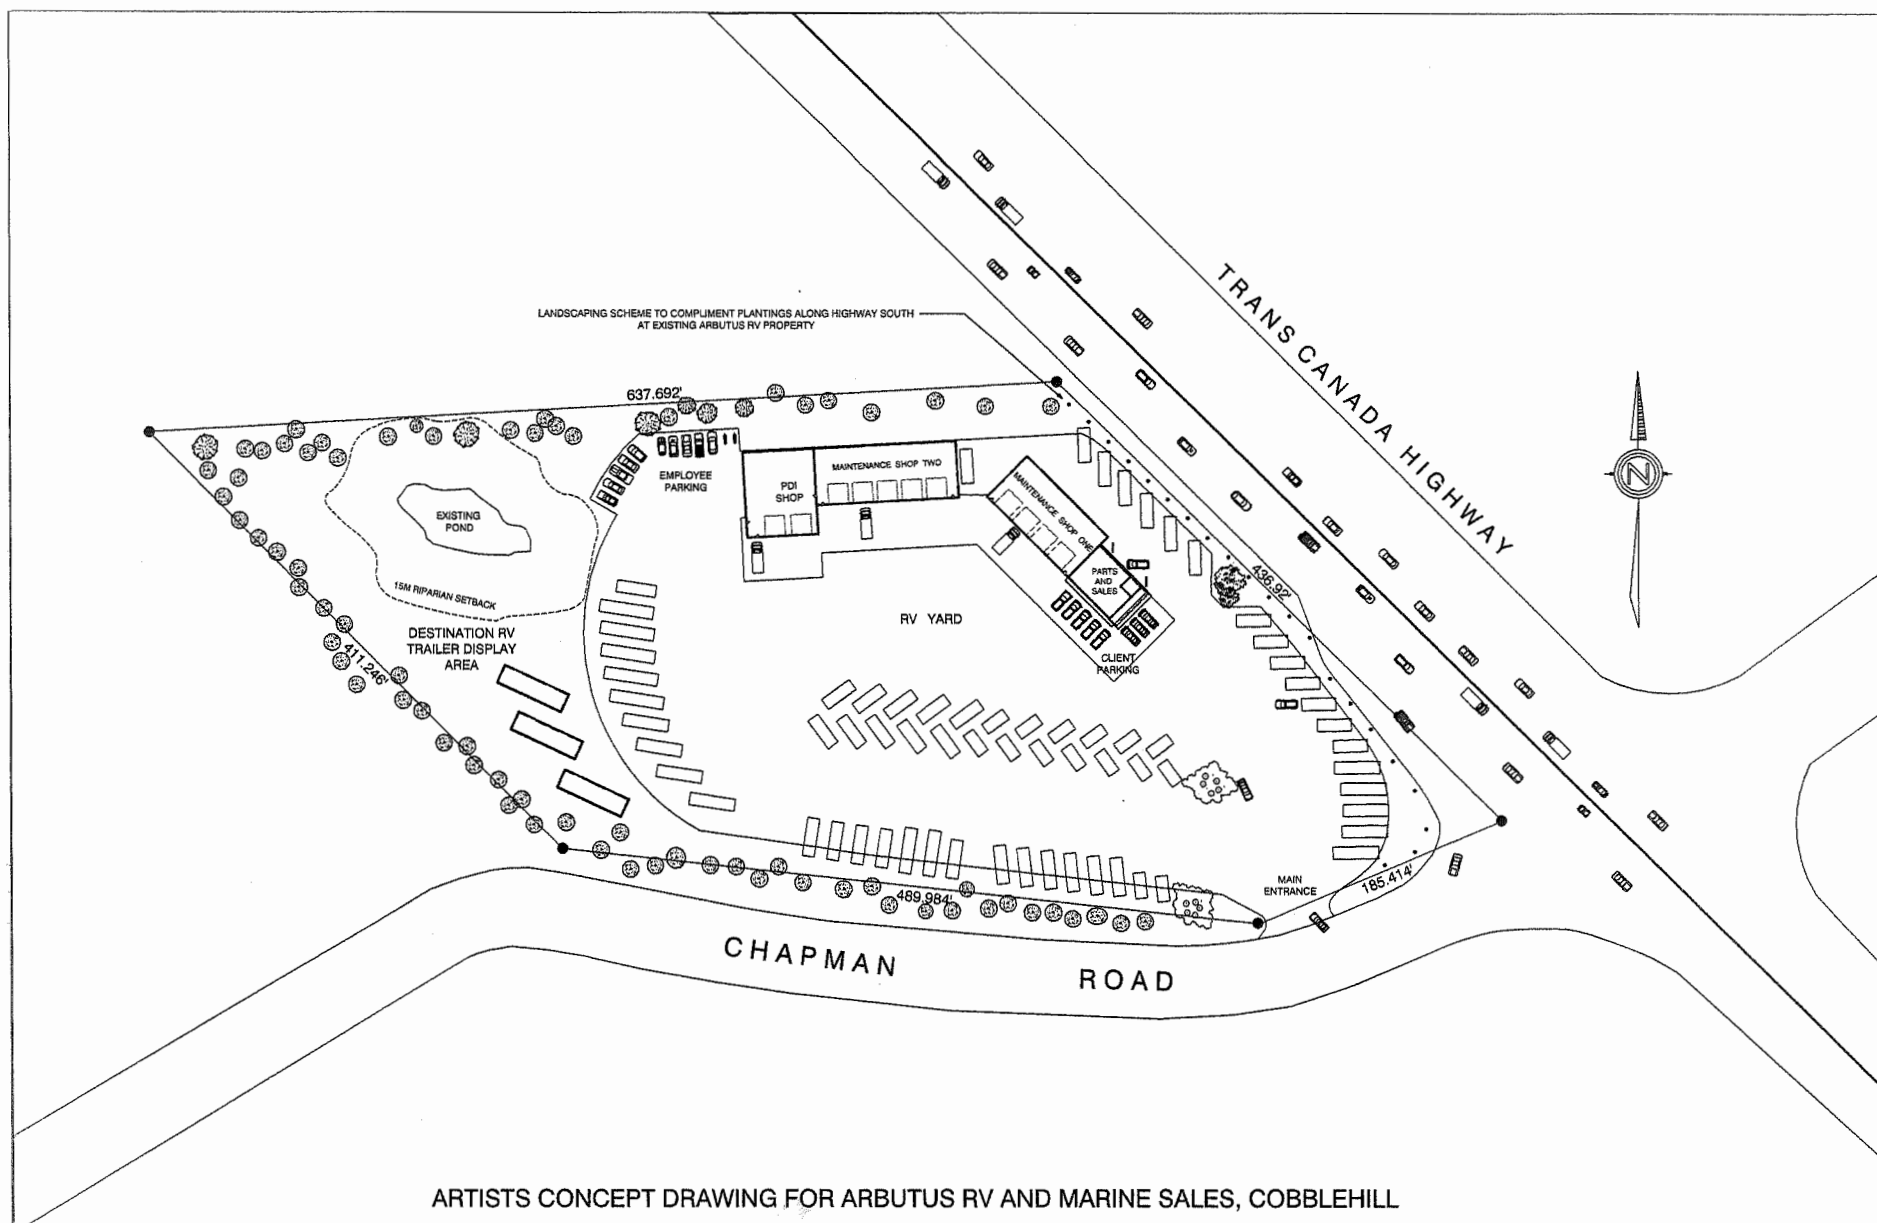 TRANS CANADA HIGHWAY
LANDSCAPING SCHEME TO COMPLIMENT PLANTINGS ALONG HIGHWAY SOUTH
AT EXISTING ARBUTUS RV PROPERTY
637.692'
N
EMPLOYEE
PARKING
PDI
SHOP
MAINTENANCE SHOP TWO
MAINTENANCE SHOP ONE
PARTS
AND
SALES
436.92'
EXISTING
POND
15M RIPARIAN SETBACK
DESTINATION RV
TRAILER DISPLAY
AREA
411.246'
RV YARD
CLIENT
PARKING
MAIN
ENTRANCE
185.414'
489.984'
CHAPMAN ROAD
ARTISTS CONCEPT DRAWING FOR ARBUTUS RV AND MARINE SALES, COBBLEHILL